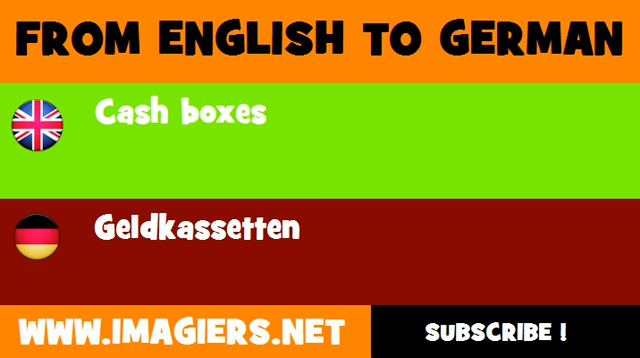 FROM ENGLISH TO GERMAN
Cash boxes
Geldkassetten
WWW.IMAGIERS.NET
SUBSCRIBE !